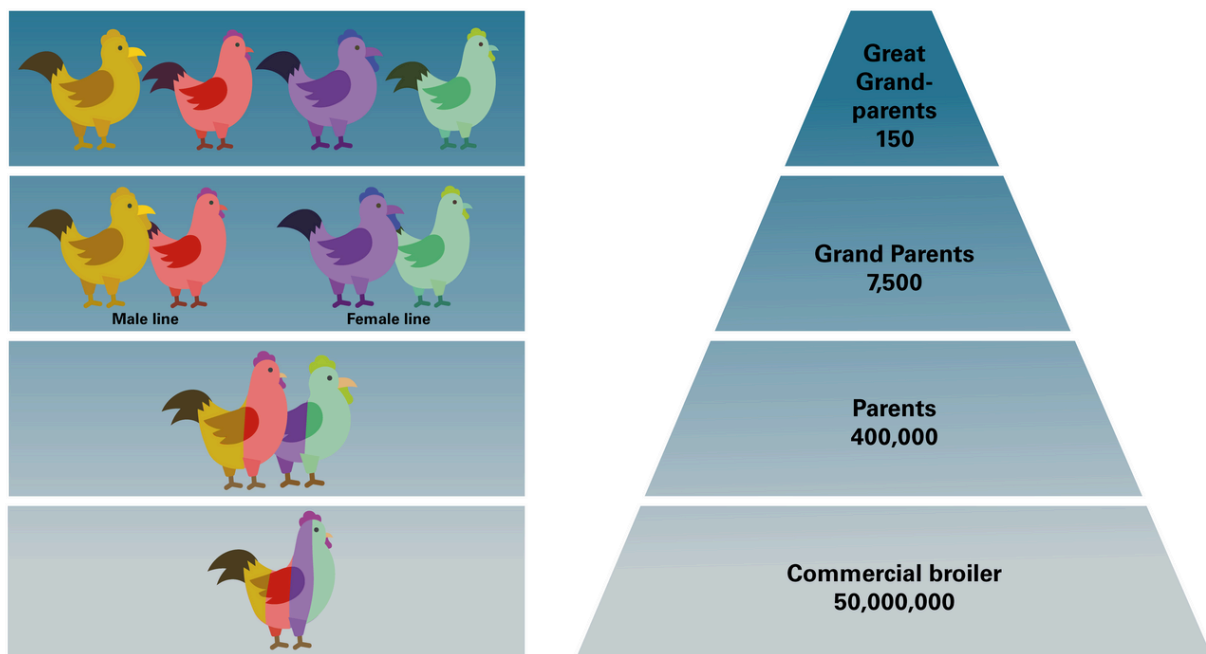 Great
Grand-
parents
150
Male line
Female line
Grand Parents
7,500
Parents
400,000
Commercial broiler
50,000,000